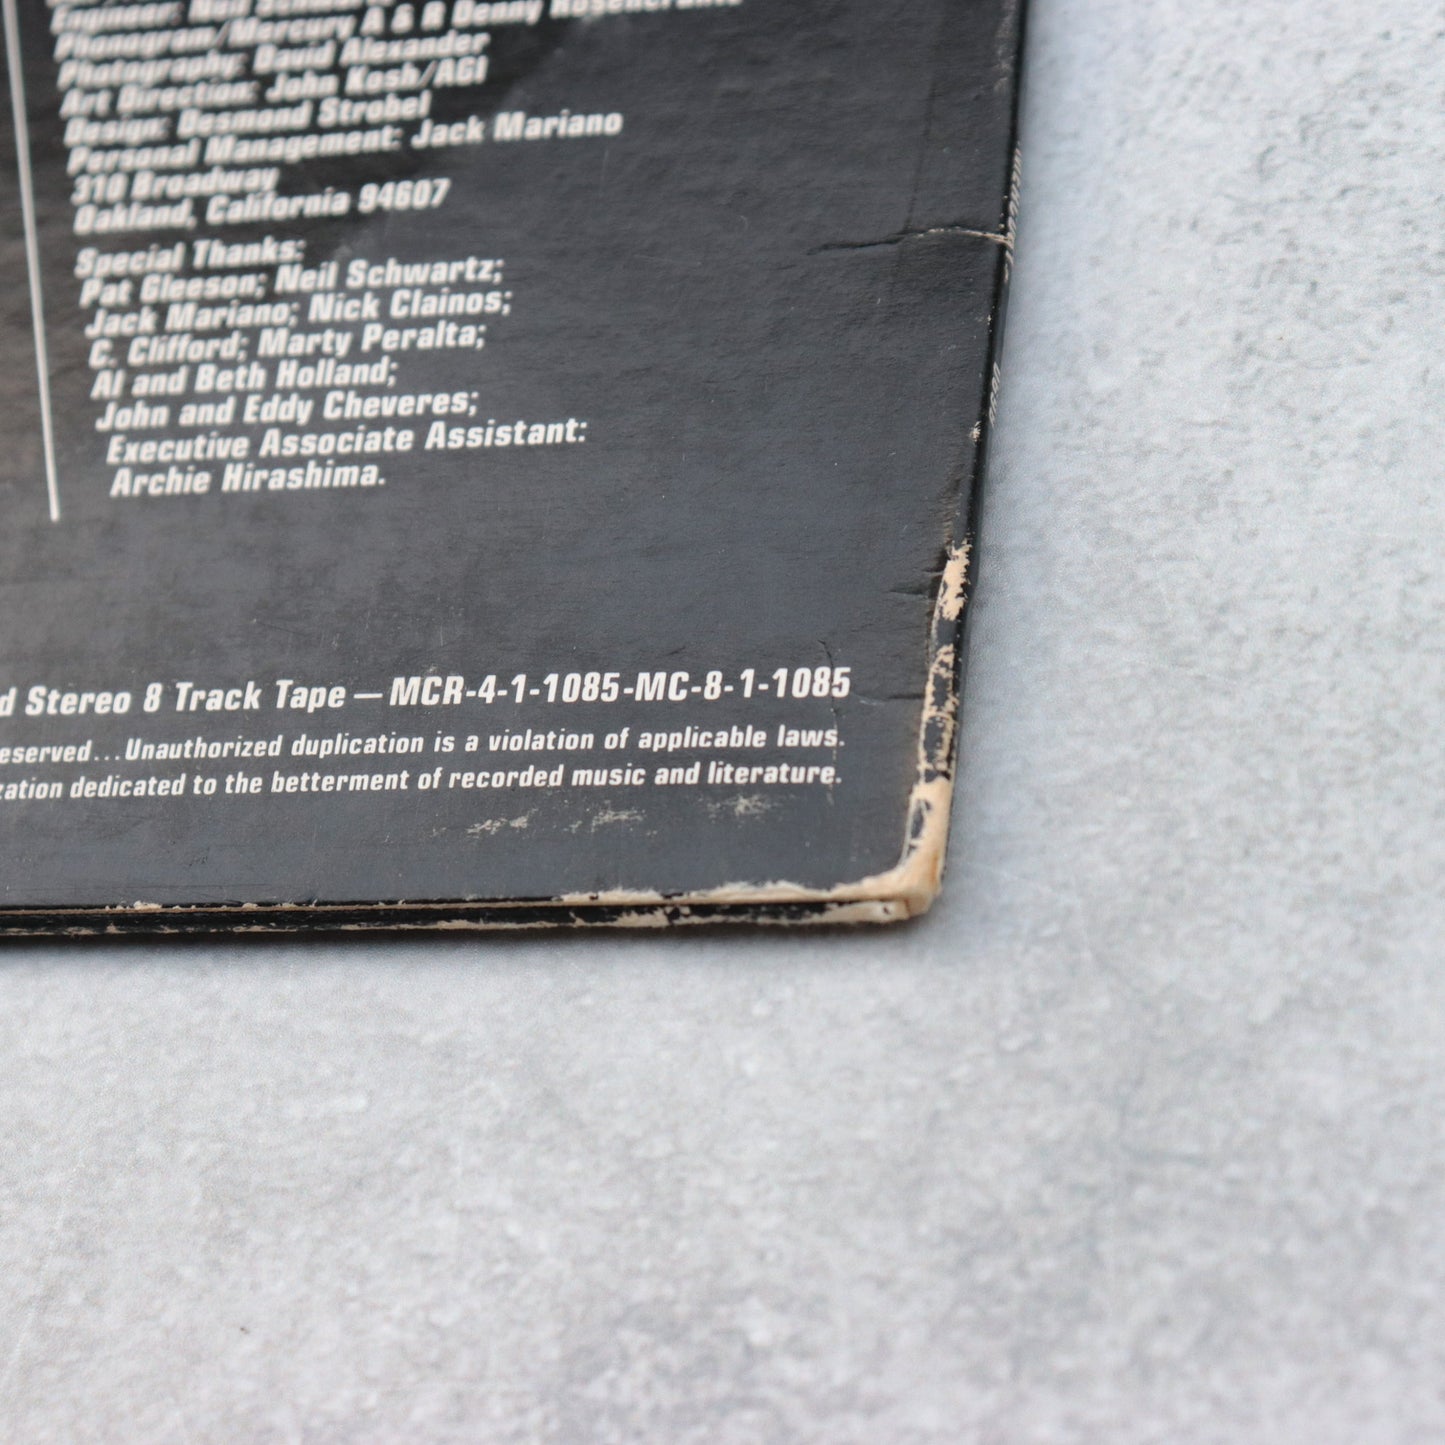 Engineer: Neil Schwartz
Phonogram/Mercury A & R Denny Rosencrantz
Photography: David Alexander
Art Direction: John Kosh/AGI
Design: Desmond Strobel
Personal Management: Jack Mariano
310 Broadway
Oakland, California 94607
Special Thanks:
Pat Gleeson; Neil Schwartz;
Jack Mariano; Nick Clainos;
C. Clifford; Marty Peralta;
Al and Beth Holland;
John and Eddy Cheveres;
Executive Associate Assistant:
Archie Hirashima.
d Stereo 8 Track Tape — MCR-4-1-1085-MC-8-1-1085
eserved...Unauthorized duplication is a violation of applicable laws.
zation dedicated to the betterment of recorded music and literature.